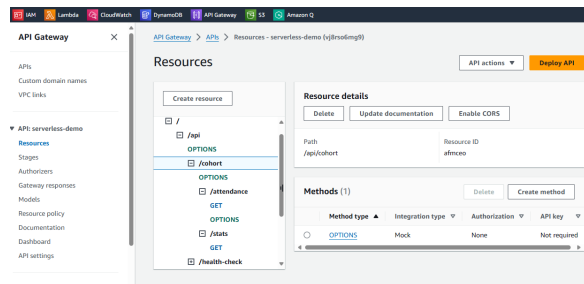 IAM Lambda CloudWatch DynamoDB API Gateway S3 Amazon Q
API Gateway
API Gateway > APIs > Resources - serverless-demo (vj8rso6mg9)
APIs
Custom domain names
VPC links
API: serverless-demo
Resources
Stages
Authorizers
Gateway responses
Models
Resource policy
Documentation
Dashboard
API settings
Resources
API actions
Deploy API
Create resource
/
/api
OPTIONS
/cohort
OPTIONS
/attendance
GET
OPTIONS
/stats
GET
/health-check
Resource details
Delete Update documentation Enable CORS
Path Resource ID
/api/cohort afmceo
Methods (1)
Delete Create method
Method type Integration type Authorization API key
OPTIONS Mock None Not required